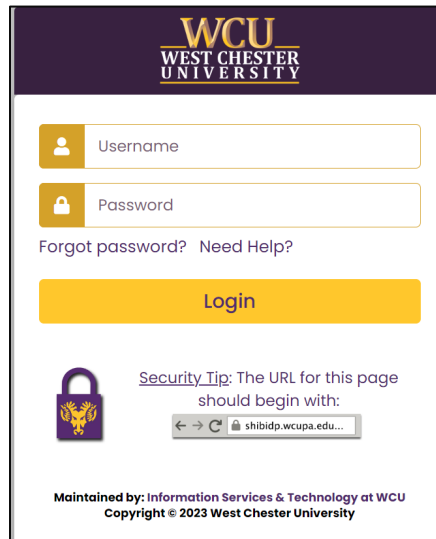 WCU
WEST CHESTER
UNIVERSITY
Username
Password
Forgot password? Need Help?
Login
Security Tip: The URL for this page
should begin with:
shibidp.wcupa.edu...
Maintained by: Information Services & Technology at WCU
Copyright © 2023 West Chester University